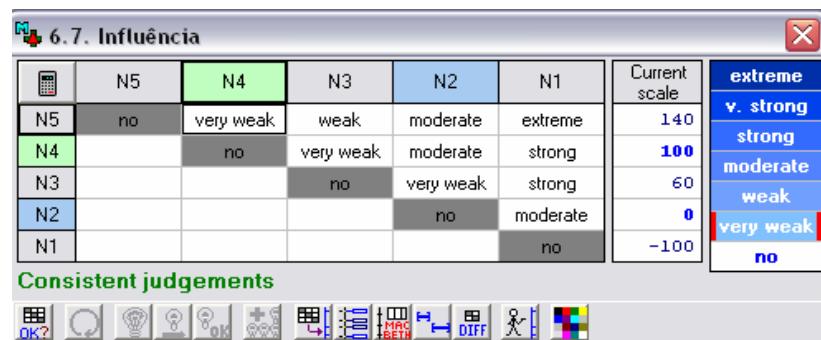 6.7. Influência
N5 N4 N3 N2 N1 Current scale
N5 no very weak weak moderate extreme 140
N4 no very weak moderate strong 100
N3 no very weak strong 60
N2 no moderate 0
N1 no -100
extreme
v. strong
strong
moderate
weak
very weak
no
Consistent judgements
OK? OK MAC BETH DIFF